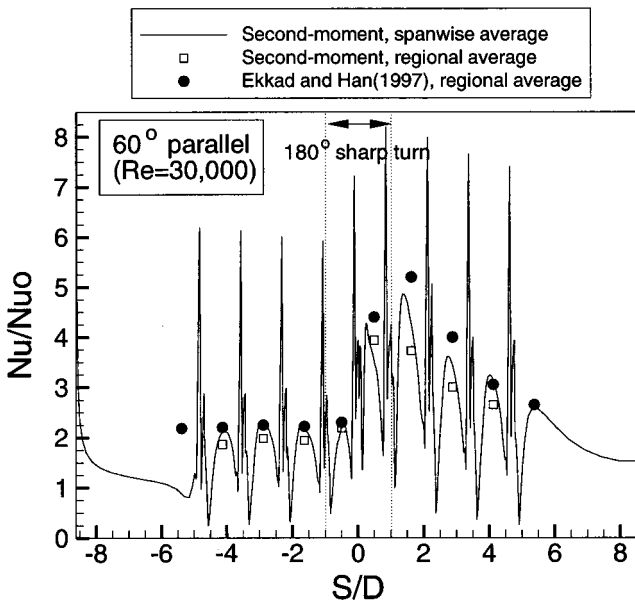 Second-moment, spanwise average
Second-moment, regional average
Ekkad and Han(1997), regional average
60° parallel
(Re=30,000)
180° sharp turn
Nu/Nuo
8
7
6
5
4
3
2
1
0
-8 -6 -4 -2 0 2 4 6 8
S/D